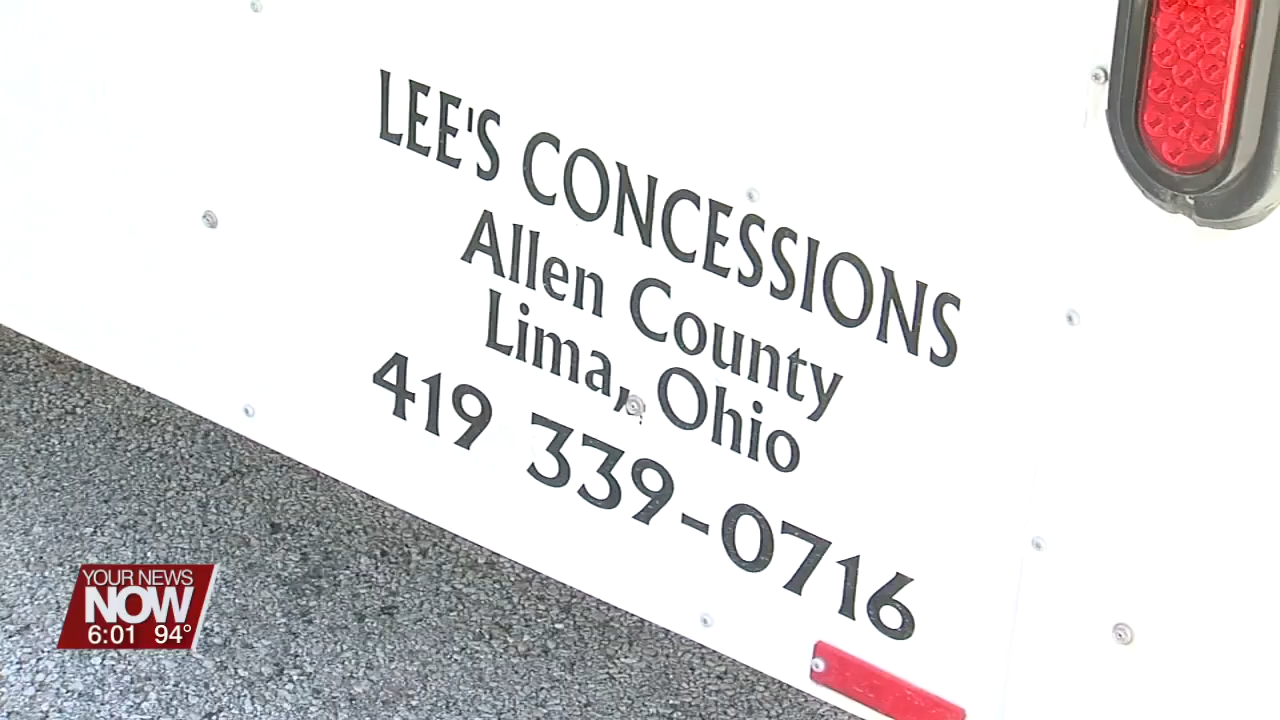 LEE'S CONCESSIONS
Allen County
Lima, Ohio
419 339-0716
YOUR NEWS
NOW
6:01 94°